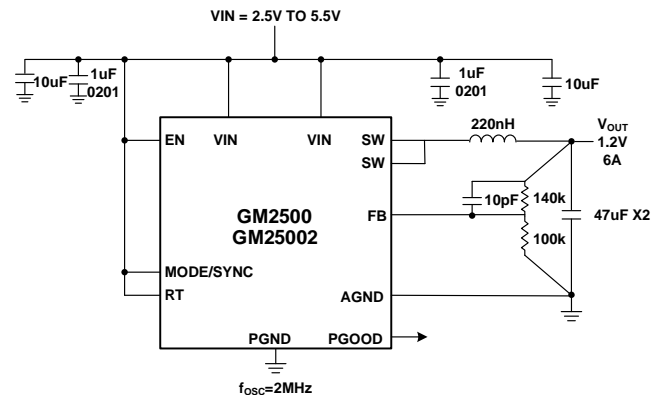 VIN = 2.5V TO 5.5V
10uF
1uF
0201
1uF
0201
10uF
EN
VIN
VIN
SW
SW
220nH
VOUT
1.2V
6A
GM2500
GM25002
FB
10pF
140k
100k
47uF X2
MODE/SYNC
RT
AGND
PGND
PGOOD
fOSC=2MHz